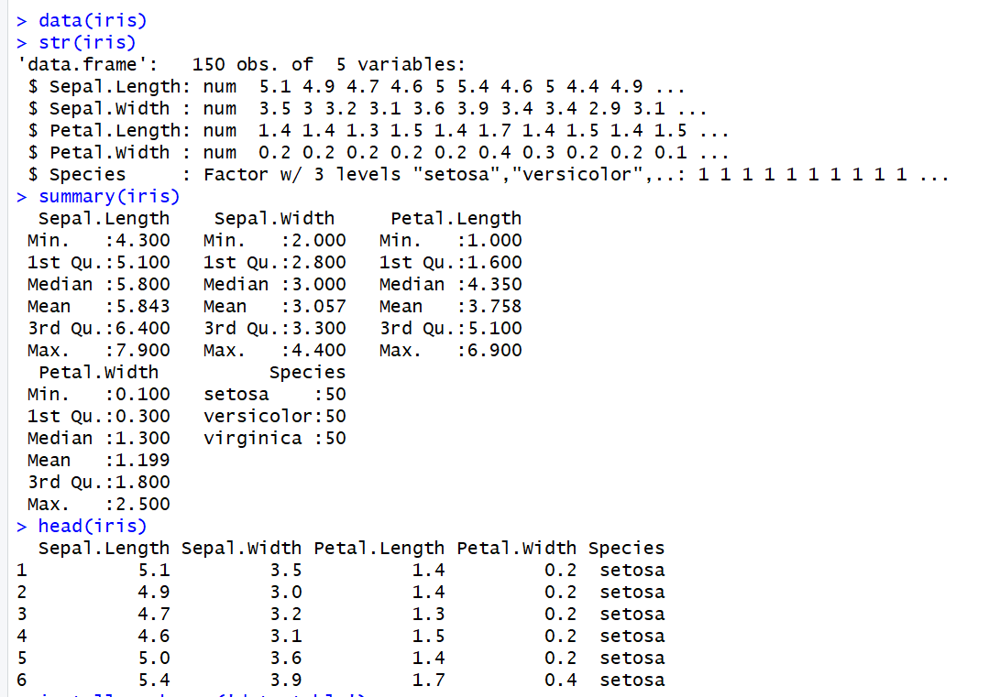 > data(iris)
> str(iris)
'data.frame':   150 obs. of  5 variables:
 $ Sepal.Length: num  5.1 4.9 4.7 4.6 5 5.4 4.6 5 4.4 4.9 ...
 $ Sepal.Width : num  3.5 3 3.2 3.1 3.6 3.9 3.4 3.4 2.9 3.1 ...
 $ Petal.Length: num  1.4 1.4 1.3 1.5 1.4 1.7 1.4 1.5 1.4 1.5 ...
 $ Petal.Width : num  0.2 0.2 0.2 0.2 0.2 0.4 0.3 0.2 0.2 0.1 ...
 $ Species     : Factor w/ 3 levels "setosa","versicolor",..: 1 1 1 1 1 1 1 1 1 1 ...
> summary(iris)
  Sepal.Length    Sepal.Width     Petal.Length
 Min.   :4.300   Min.   :2.000   Min.   :1.000
 1st Qu.:5.100   1st Qu.:2.800   1st Qu.:1.600
 Median :5.800   Median :3.000   Median :4.350
 Mean   :5.843   Mean   :3.057   Mean   :3.758
 3rd Qu.:6.400   3rd Qu.:3.300   3rd Qu.:5.100
 Max.   :7.900   Max.   :4.400   Max.   :6.900
  Petal.Width          Species
 Min.   :0.100   setosa    :50
 1st Qu.:0.300   versicolor:50
 Median :1.300   virginica :50
 Mean   :1.199
 3rd Qu.:1.800
 Max.   :2.500
> head(iris)
  Sepal.Length Sepal.Width Petal.Length Petal.Width Species
1          5.1         3.5          1.4         0.2  setosa
2          4.9         3.0          1.4         0.2  setosa
3          4.7         3.2          1.3         0.2  setosa
4          4.6         3.1          1.5         0.2  setosa
5          5.0         3.6          1.4         0.2  setosa
6          5.4         3.9          1.7         0.4  setosa